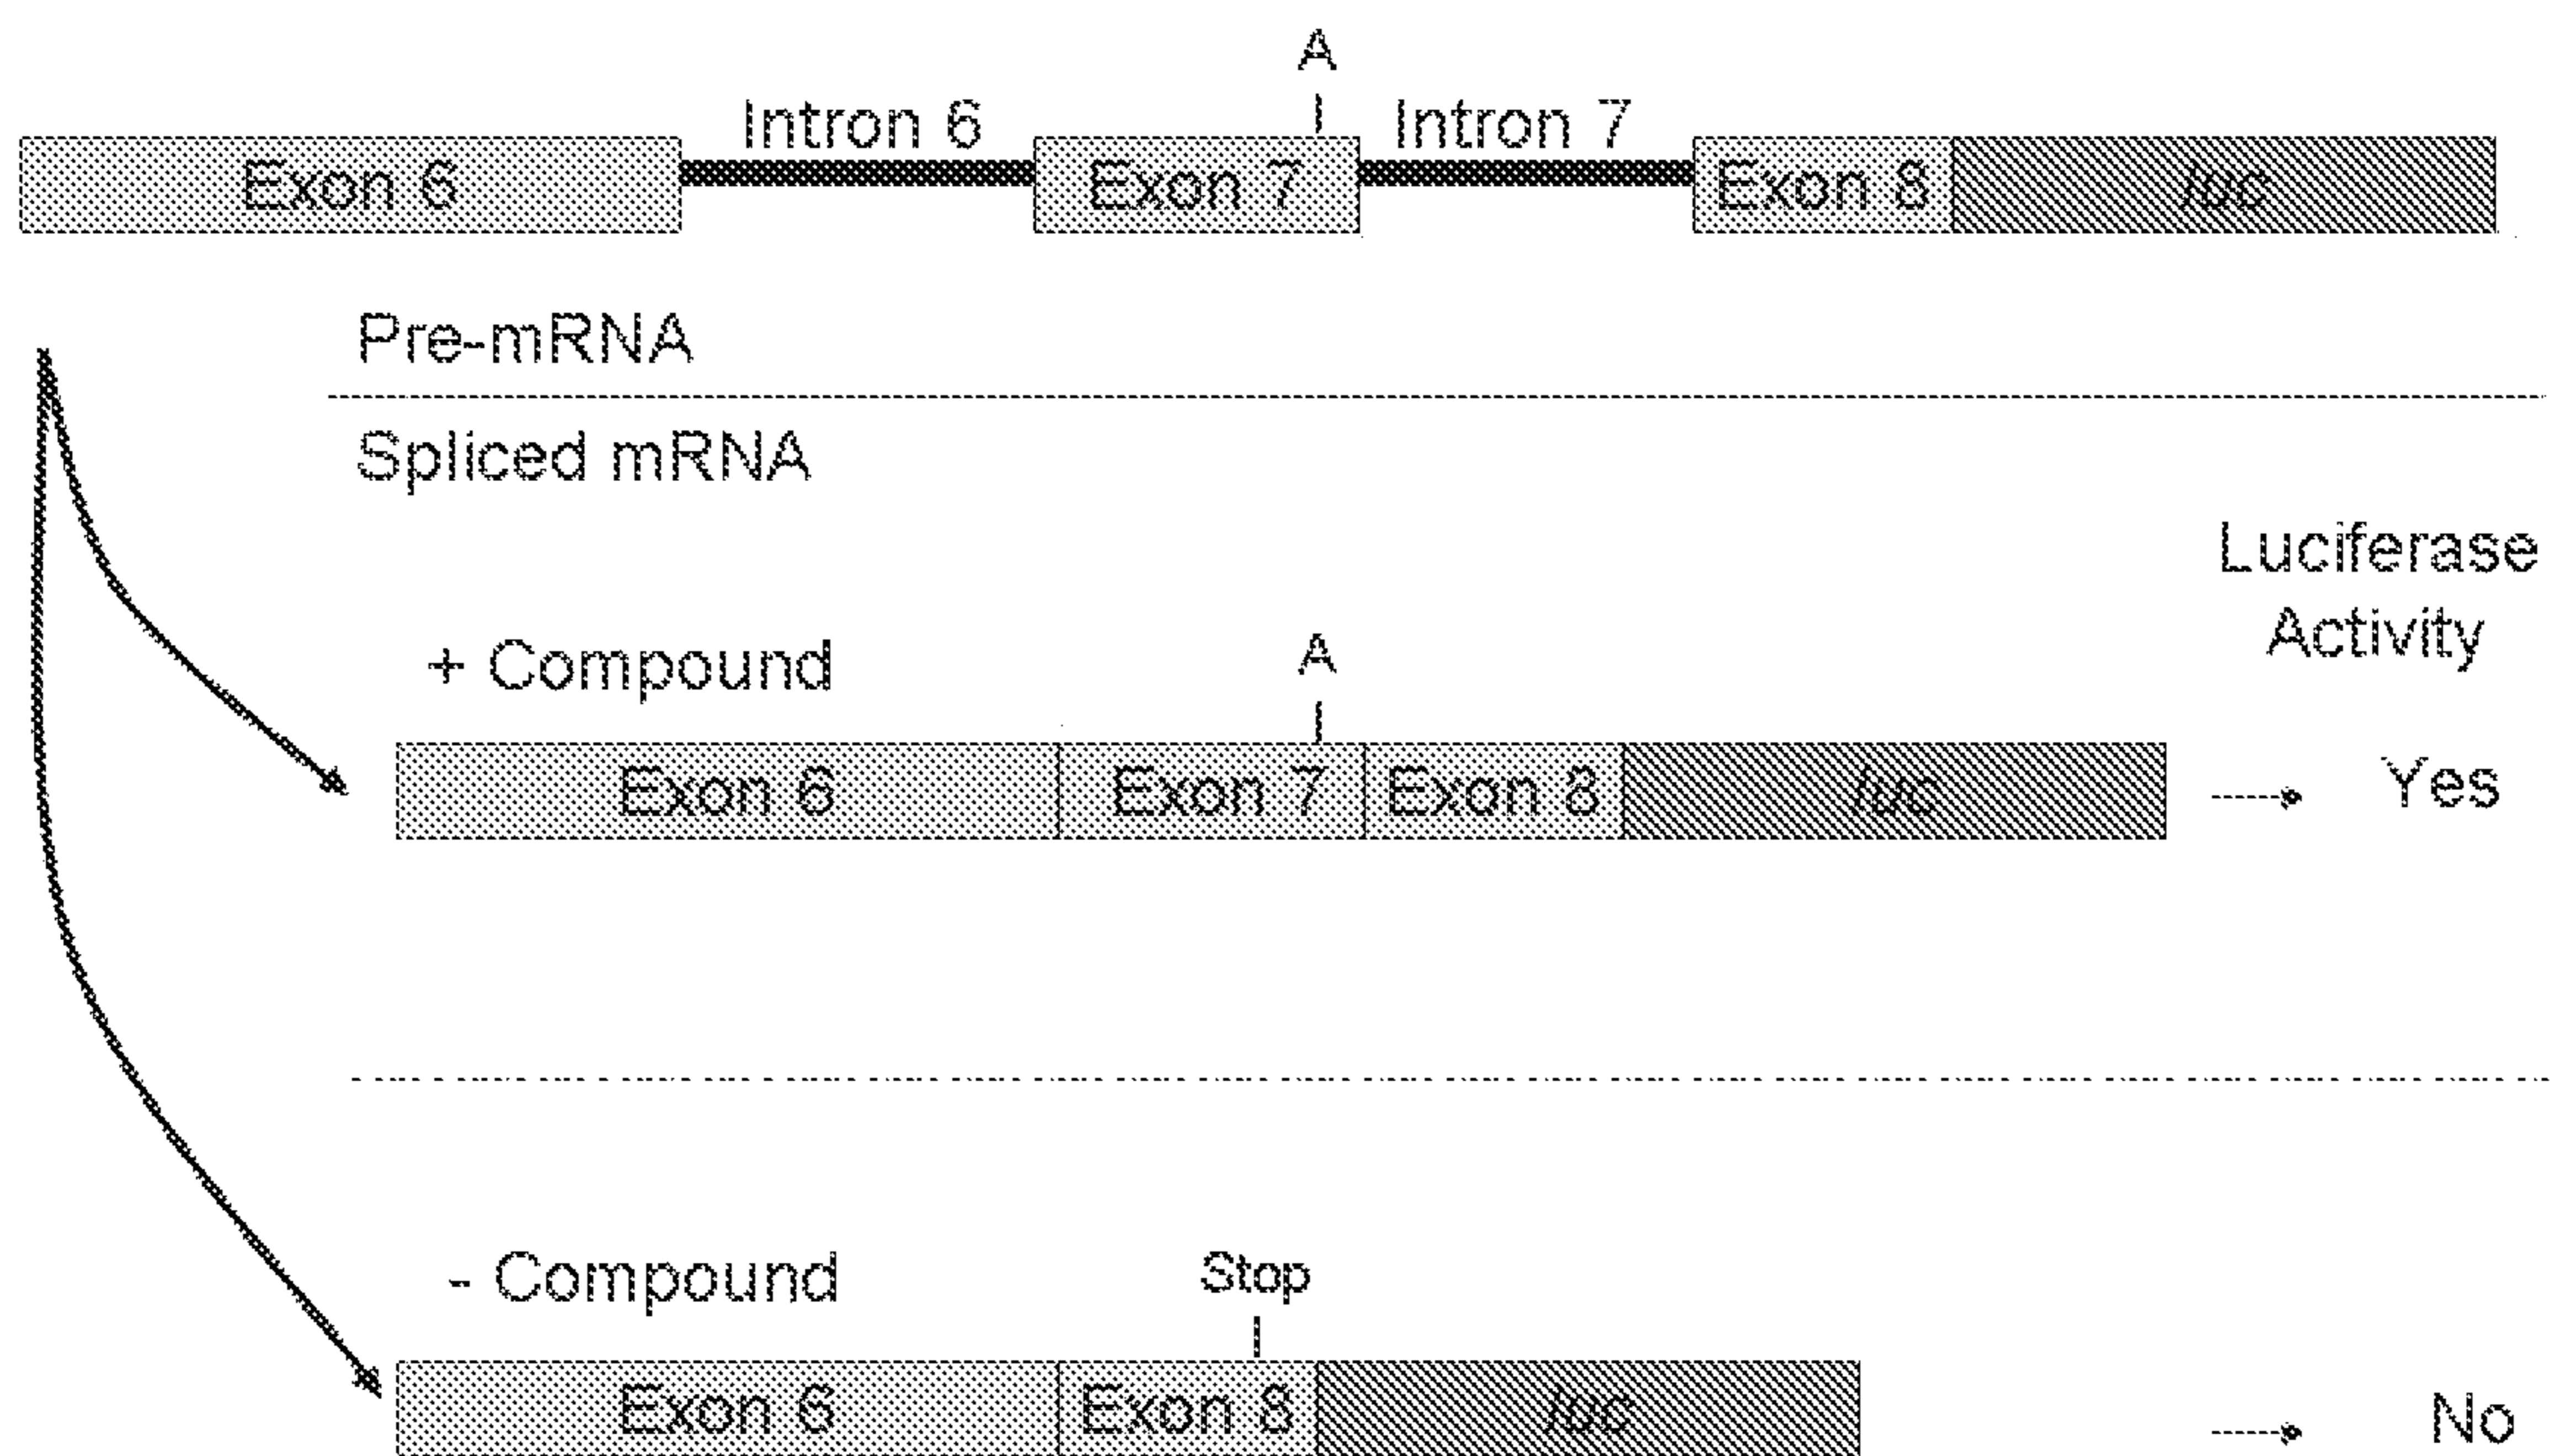 A
Intron 6 Intron 7
Exon 6 Exon 7 Exon 8 luc
Pre-mRNA
Spliced mRNA
Luciferase
Activity
+ Compound A
Exon 6 Exon 7 Exon 8 luc Yes
- Compound Stop
Exon 6 Exon 8 luc No